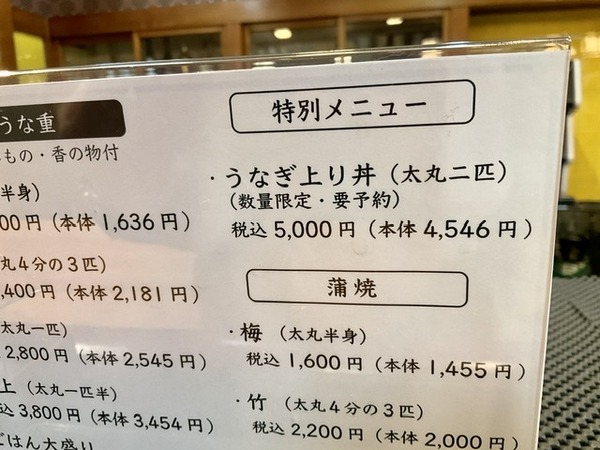 うな重
もの・香の物付
半身)
00円(本体1,636円)
丸4分の3匹)
,400円(本体2,181円)
太丸一匹)
2,800円(本体2,545円)
上(太丸一匹半)
込3,800円(本体3,454円)
ごはん大盛り
特別メニュー
・うなぎ上り丼(太丸二匹)
(数量限定・要予約)
税込5,000円(本体4,546円)
蒲焼
・梅(太丸半身)
税込1,600円(本体1,455円)
・竹(太丸4分の3匹)
税込2,200円(本体2,000円)